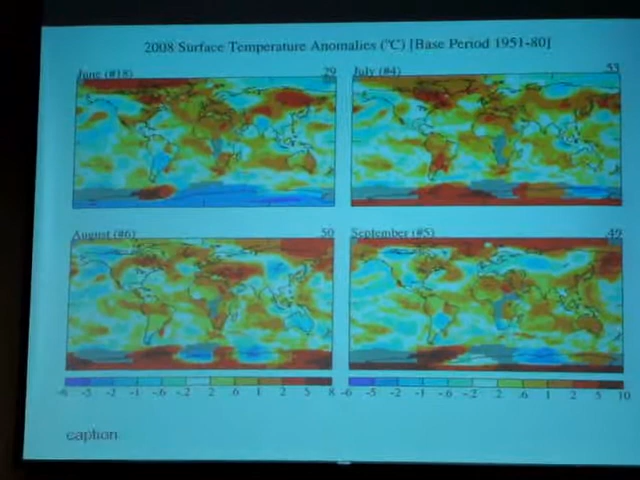 2008 Surface Temperature Anomalies (°C) [Base Period 1951-80]
June (#18) .29
July (#4) .53
August (#6) .50
September (#5) .49
-6 -5 -2 -1 -.6 -.2 .2 .6 1 2 5 8
-6 -5 -2 -1 -.6 -.2 .2 .6 1 2 5 10
caption